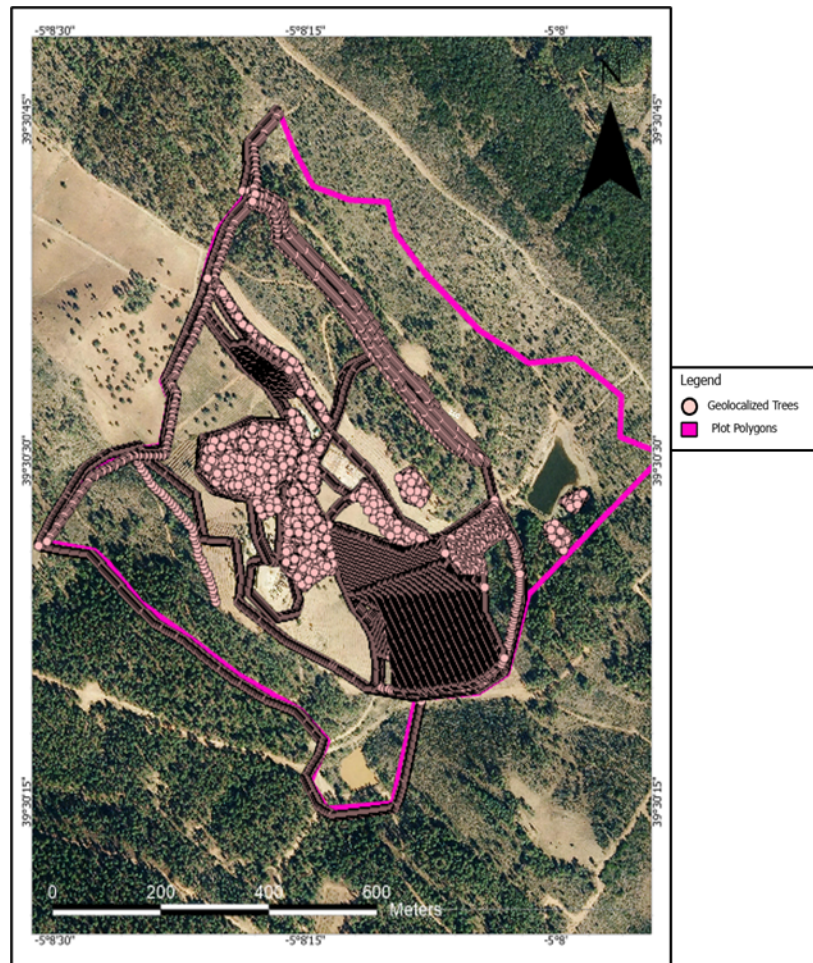 -5°8'30" -5°8'15" -5°8'
N
39°30'45" 39°30'45"
Legend
Geolocalized Trees
Plot Polygons
39°30'30" 39°30'30"
39°30'15" 39°30'15"
0 200 400 600
Meters
-5°8'30" -5°8'15" -5°8'